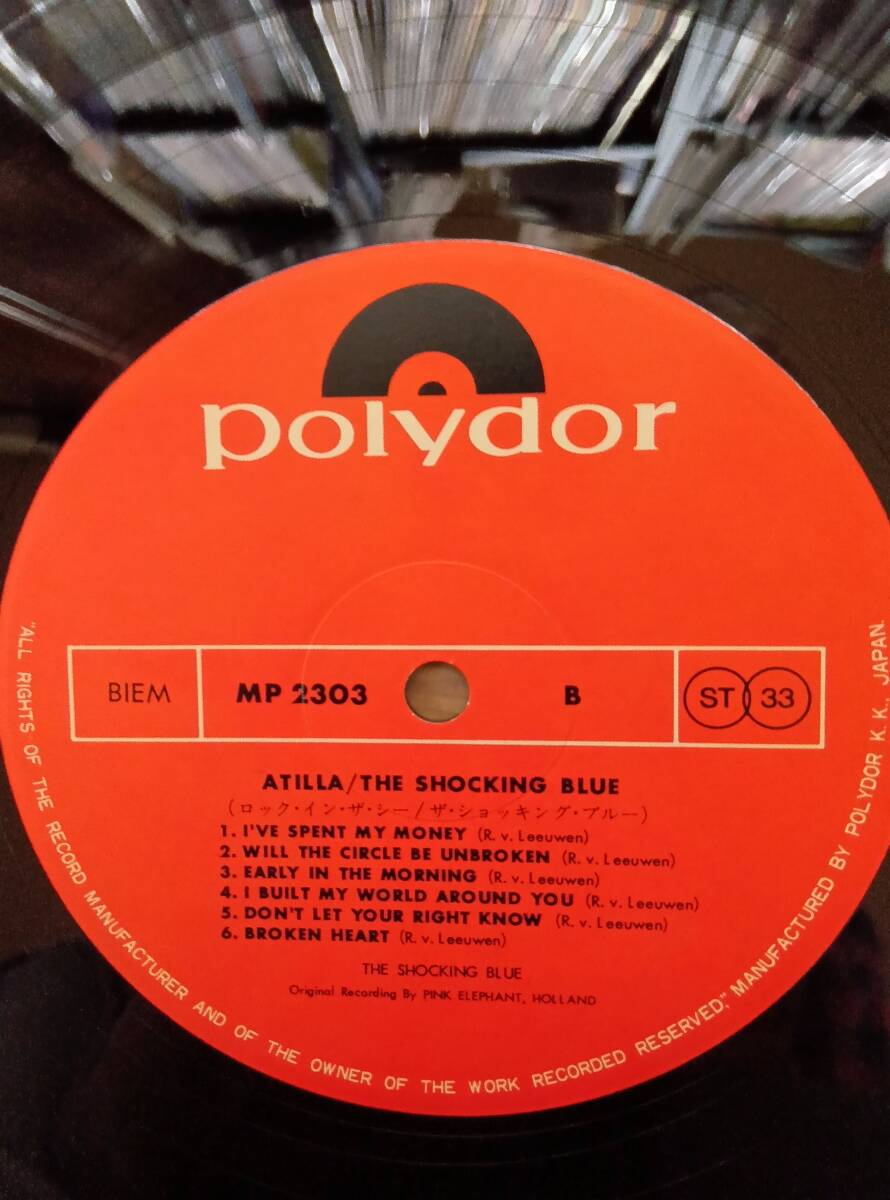 polydor
BIEM MP 2303 B ST 33
ATILLA/THE SHOCKING BLUE
(ロック・イン・ザ・シー/ザ・ショッキング・ブルー)
1. I'VE SPENT MY MONEY (R. v. Leeuwen)
2. WILL THE CIRCLE BE UNBROKEN (R. v. Leeuwen)
3. EARLY IN THE MORNING (R. v. Leeuwen)
4. I BUILT MY WORLD AROUND YOU (R. v. Leeuwen)
5. DON'T LET YOUR RIGHT KNOW (R. v. Leeuwen)
6. BROKEN HEART (R. v. Leeuwen)
THE SHOCKING BLUE
Original Recording By PINK ELEPHANT, HOLLAND
"ALL RIGHTS OF THE RECORD MANUFACTURER AND OF THE OWNER OF THE WORK RECORDED RESERVED," MANUFACTURED BY POLYDOR K. K., JAPAN.